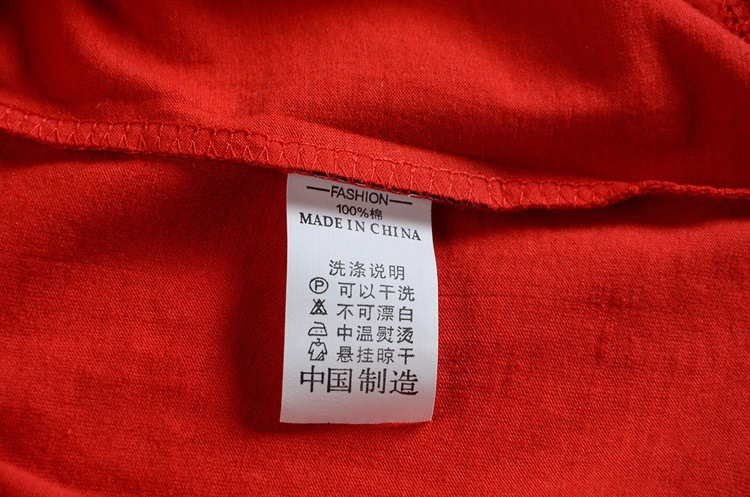 FASHION
100%棉
MADE IN CHINA
洗涤说明
Ⓟ 可以干洗
不可漂白
中温熨烫
悬挂晾干
中国制造